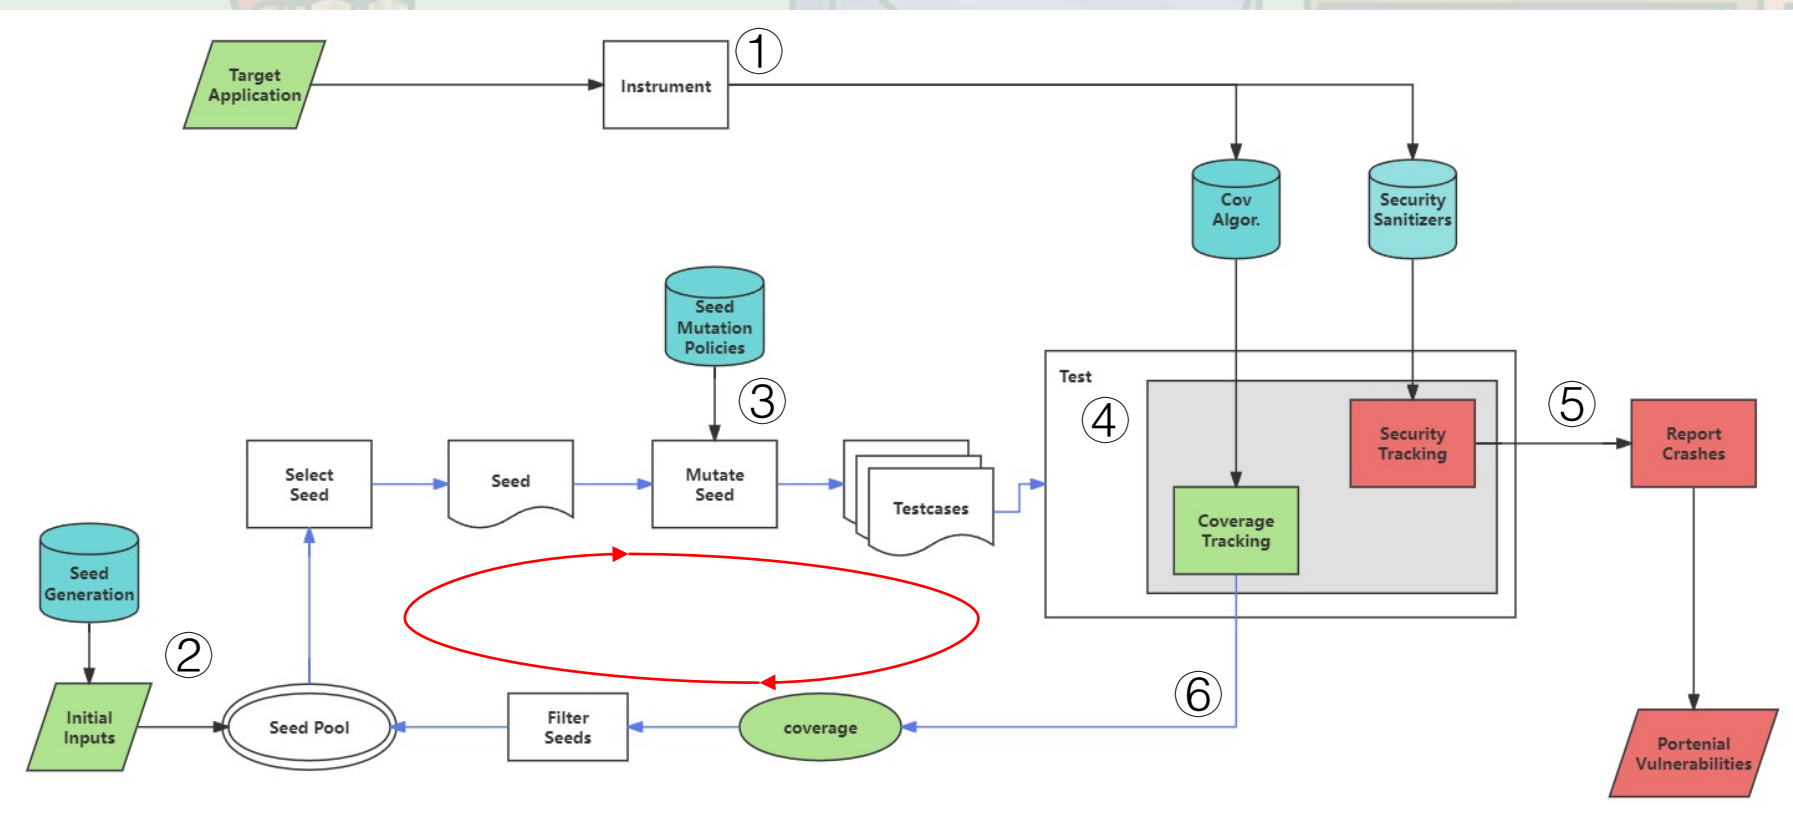 Target
Application
Instrument
①
Cov
Algor.
Security
Sanitizers
Seed
Mutation
Policies
③
Test
④
Security
Tracking
⑤
Report
Crashes
Select
Seed
Seed
Mutate
Seed
Testcases
Coverage
Tracking
Seed
Generation
②
Initial
Inputs
Seed Pool
Filter
Seeds
coverage
⑥
Portenial
Vulnerabilities